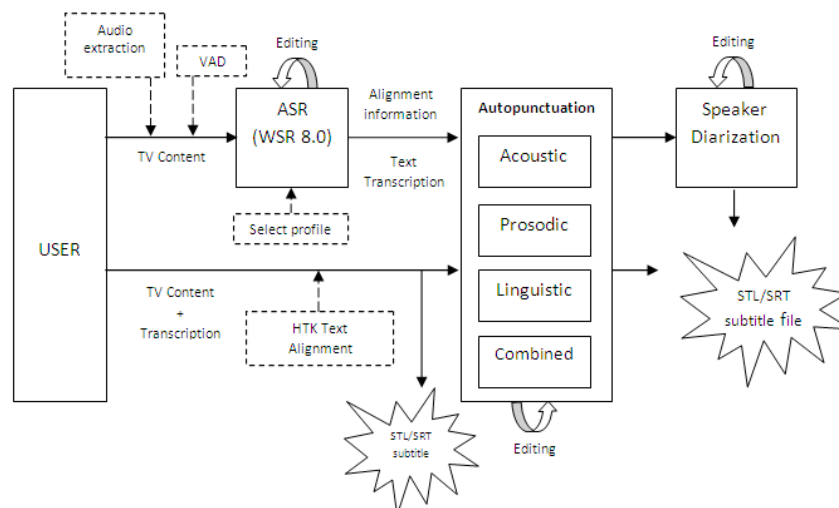 Audio
extraction
VAD
Editing
ASR
(WSR 8.0)
TV Content
Select profile
Alignment
information
Text
Transcription
USER
TV Content
+
Transcription
HTK Text
Alignment
STL/SRT
subtitle
Autopunctuation
Acoustic
Prosodic
Linguistic
Combined
Editing
Editing
Speaker
Diarization
STL/SRT
subtitle file